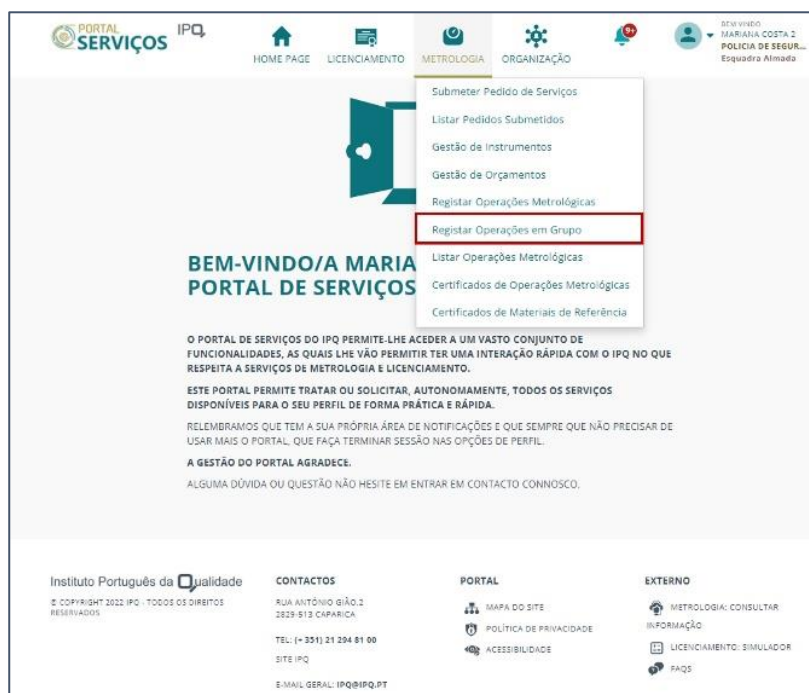 PORTAL
SERVIÇOS
IPQ
HOME PAGE
LICENCIAMENTO
METROLOGIA
ORGANIZAÇÃO
9+
BEM VINDO
MARIANA COSTA 2
POLICIA DE SEGUR...
Esquadra Almada
Submeter Pedido de Serviços
Listar Pedidos Submetidos
Gestão de Instrumentos
Gestão de Orçamentos
Registar Operações Metrológicas
Registar Operações em Grupo
Listar Operações Metrológicas
Certificados de Operações Metrológicas
Certificados de Materiais de Referência
BEM-VINDO/A MARIA
PORTAL DE SERVIÇOS
O PORTAL DE SERVIÇOS DO IPQ PERMITE-LHE ACEDER A UM VASTO CONJUNTO DE
FUNCIONALIDADES, AS QUAIS LHE VÃO PERMITIR TER UMA INTERAÇÃO RÁPIDA COM O IPQ NO QUE
RESPEITA A SERVIÇOS DE METROLOGIA E LICENCIAMENTO.
ESTE PORTAL PERMITE TRATAR OU SOLICITAR, AUTONOMAMENTE, TODOS OS SERVIÇOS
DISPONÍVEIS PARA O SEU PERFIL DE FORMA PRÁTICA E RÁPIDA.
RELEMBRAMOS QUE TEM A SUA PRÓPRIA ÁREA DE NOTIFICAÇÕES E QUE SEMPRE QUE NÃO PRECISAR DE
USAR MAIS O PORTAL, QUE FAÇA TERMINAR SESSÃO NAS OPÇÕES DE PERFIL.
A GESTÃO DO PORTAL AGRADECE.
ALGUMA DÚVIDA OU QUESTÃO NÃO HESITE EM ENTRAR EM CONTACTO CONNOSCO.
Instituto Português da Qualidade
© COPYRIGHT 2022 IPQ - TODOS OS DIREITOS
RESERVADOS
CONTACTOS
RUA ANTÓNIO GIÃO,2
2829-513 CAPARICA
TEL: (+ 351) 21 294 81 00
SITE IPQ
E-MAIL GERAL: IPQ@IPQ.PT
PORTAL
MAPA DO SITE
POLÍTICA DE PRIVACIDADE
ACESSIBILIDADE
EXTERNO
METROLOGIA: CONSULTAR
INFORMAÇÃO
LICENCIAMENTO: SIMULADOR
FAQS